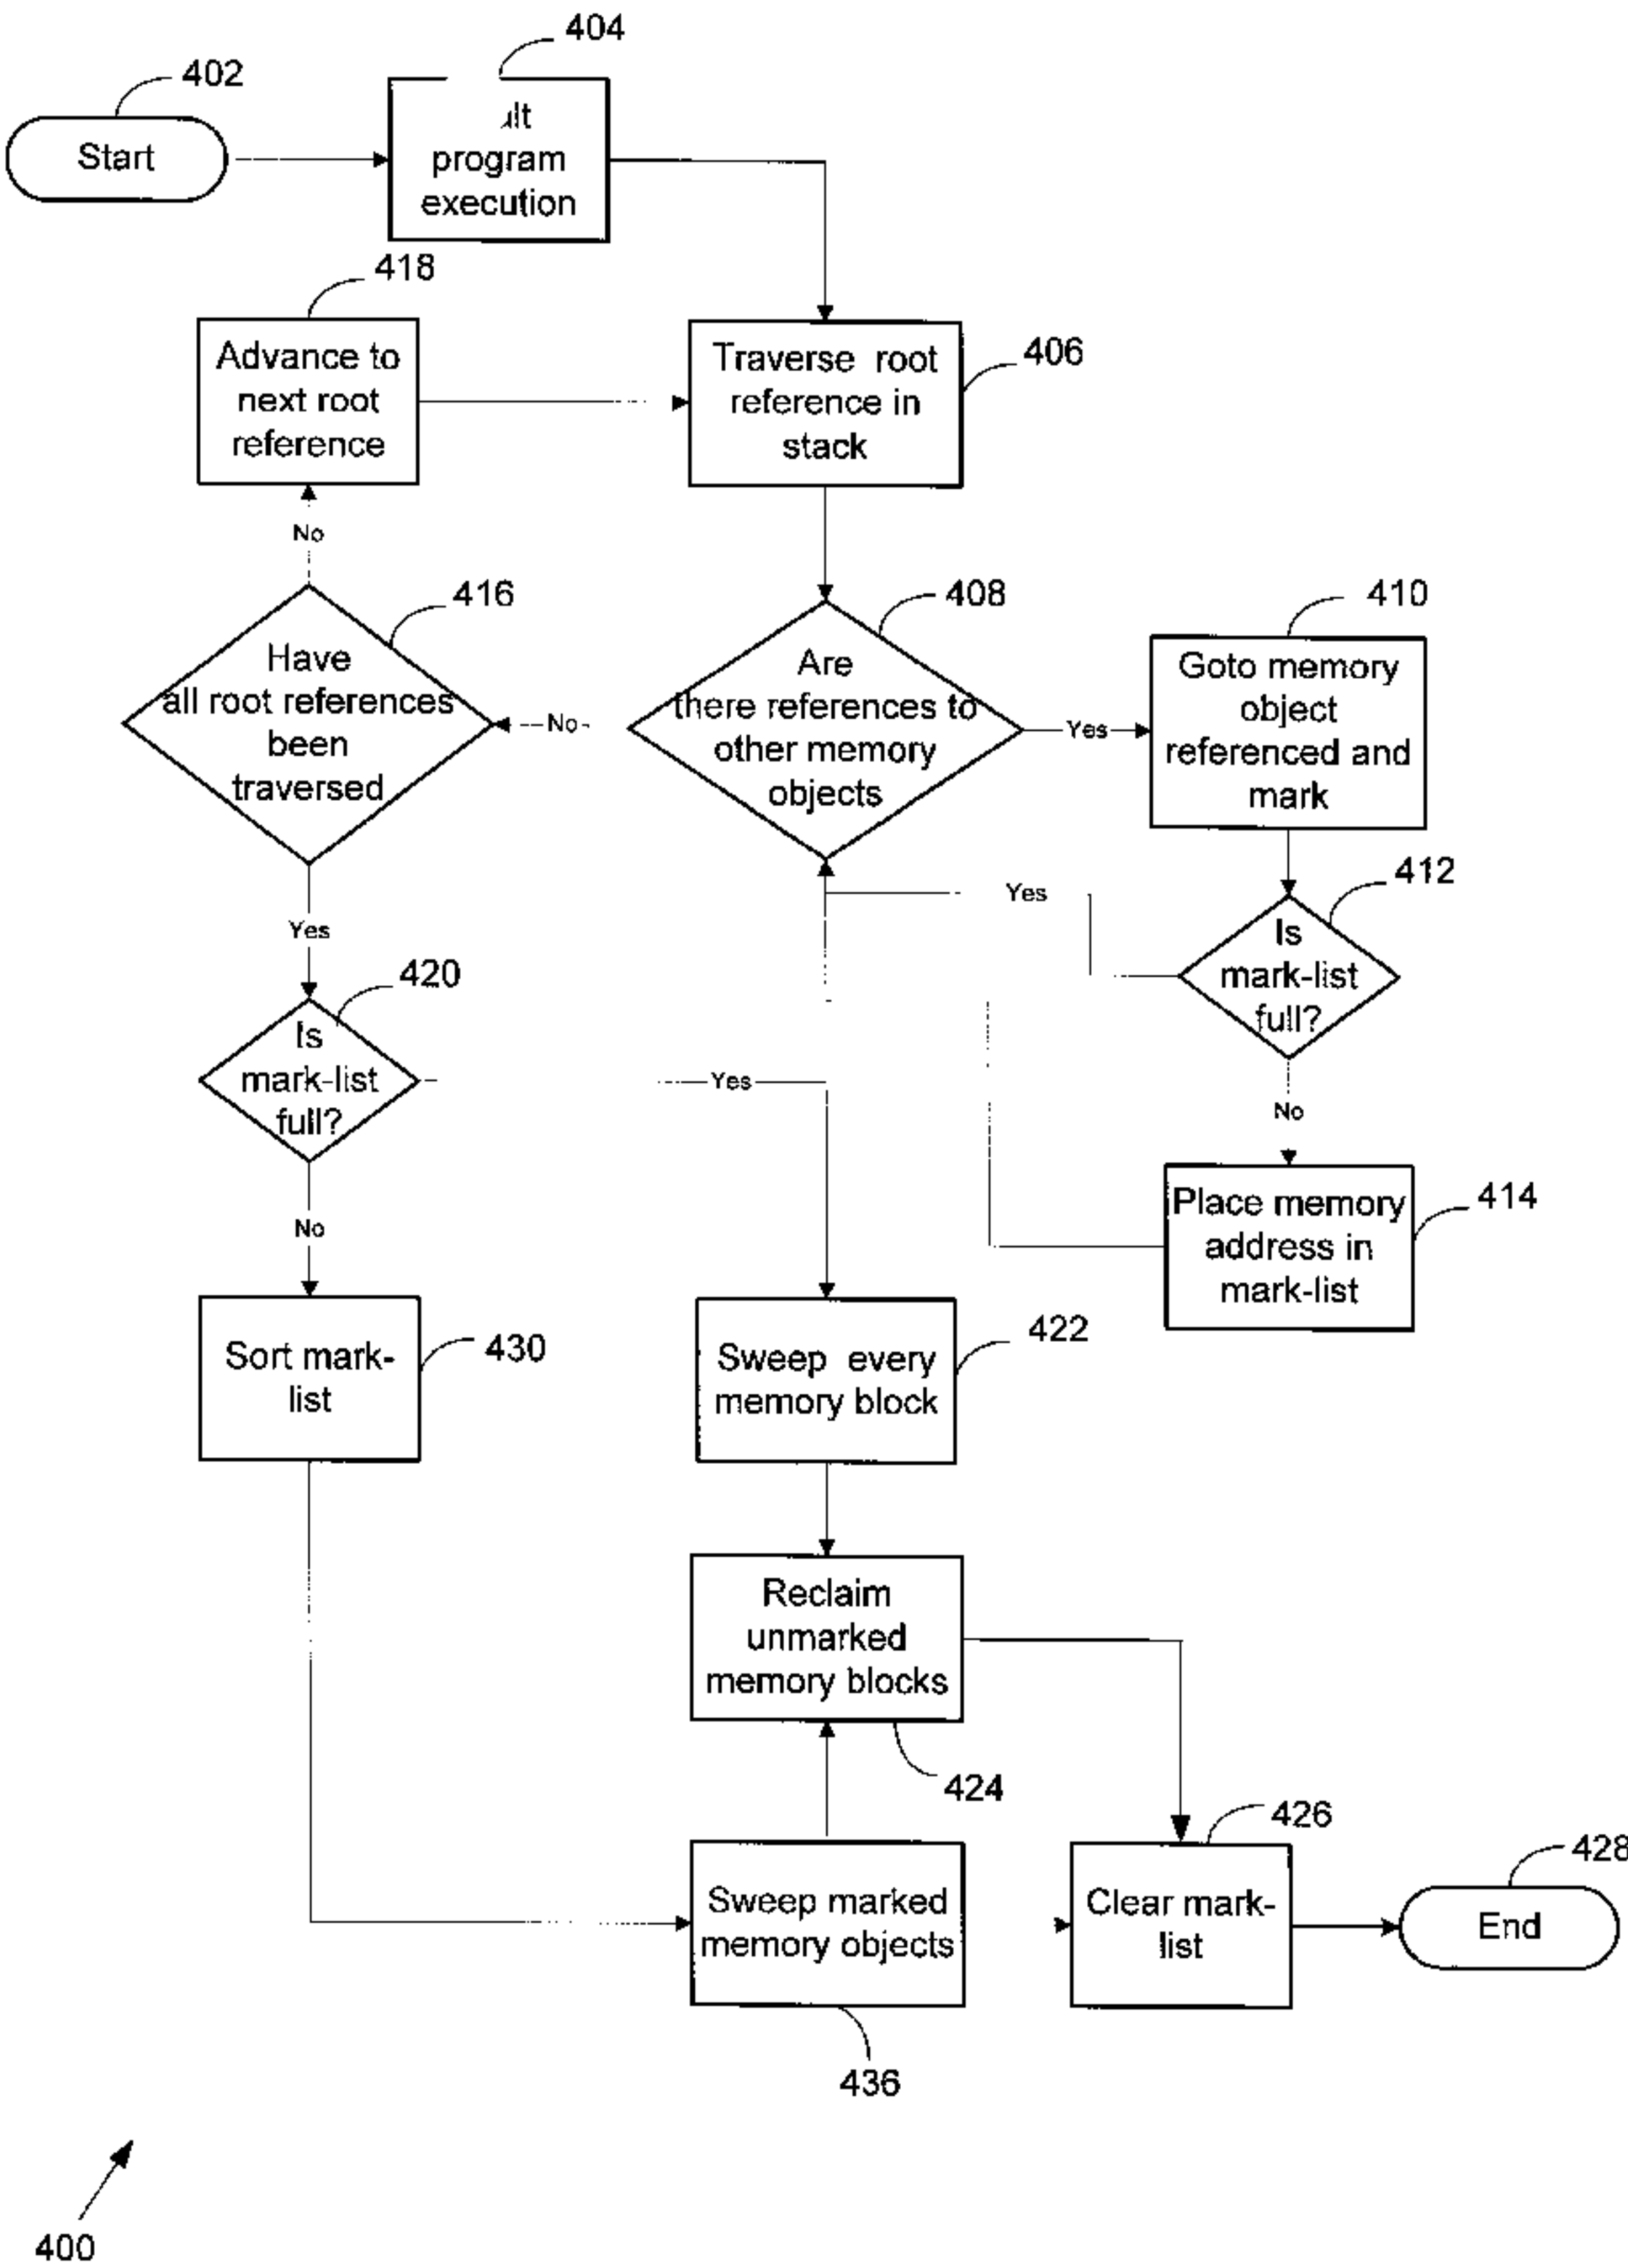 404
402
Start
program
execution
418
Advance to
next root
reference
Traverse root
reference in
stack
406
No
416
Have
all root references
been
traversed
No
408
Are
there references to
other memory
objects
Yes
410
Goto memory
object
referenced and
mark
412
Yes
Is
mark-list
full?
Yes
420
Is
mark-list
full?
Yes
No
No
Place memory
address in
mark-list
414
Sort mark-
list
430
Sweep every
memory block
422
Reclaim
unmarked
memory blocks
424
426
428
Sweep marked
memory objects
Clear mark-
list
End
436
400